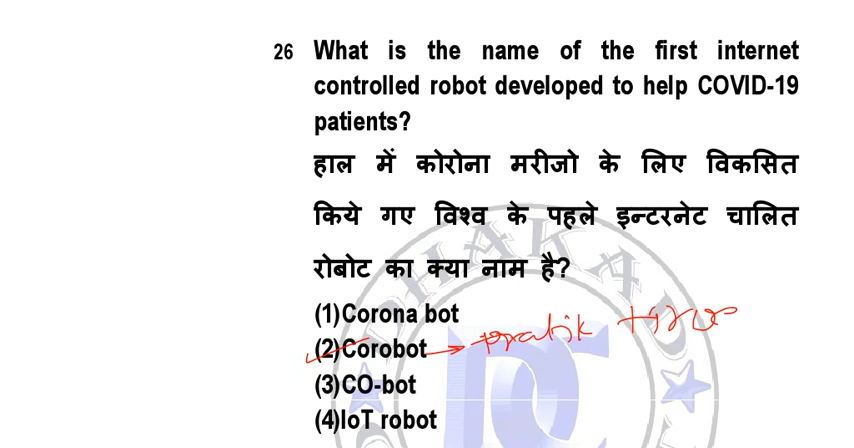 26 What is the name of the first internet
controlled robot developed to help COVID-19
patients?
हाल में कोरोना मरीजो के लिए विकसित
किये गए विश्व के पहले इन्टरनेट चालित
रोबोट का क्या नाम है?
(1)Corona bot
(2)Corobot → pratik
(3)CO-bot
(4)IoT robot
DHAKAD